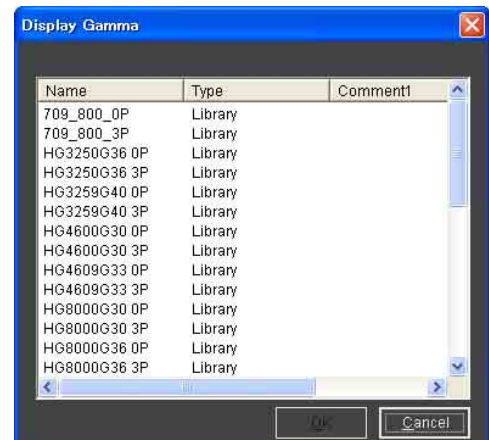 Display Gamma
Name Type Comment1
709_800_0P Library
709_800_3P Library
HG3250G36 0P Library
HG3250G36 3P Library
HG3259G40 0P Library
HG3259G40 3P Library
HG4600G30 0P Library
HG4600G30 3P Library
HG4609G33 0P Library
HG4609G33 3P Library
HG8000G30 0P Library
HG8000G30 3P Library
HG8000G36 0P Library
HG8000G36 3P Library
OK Cancel